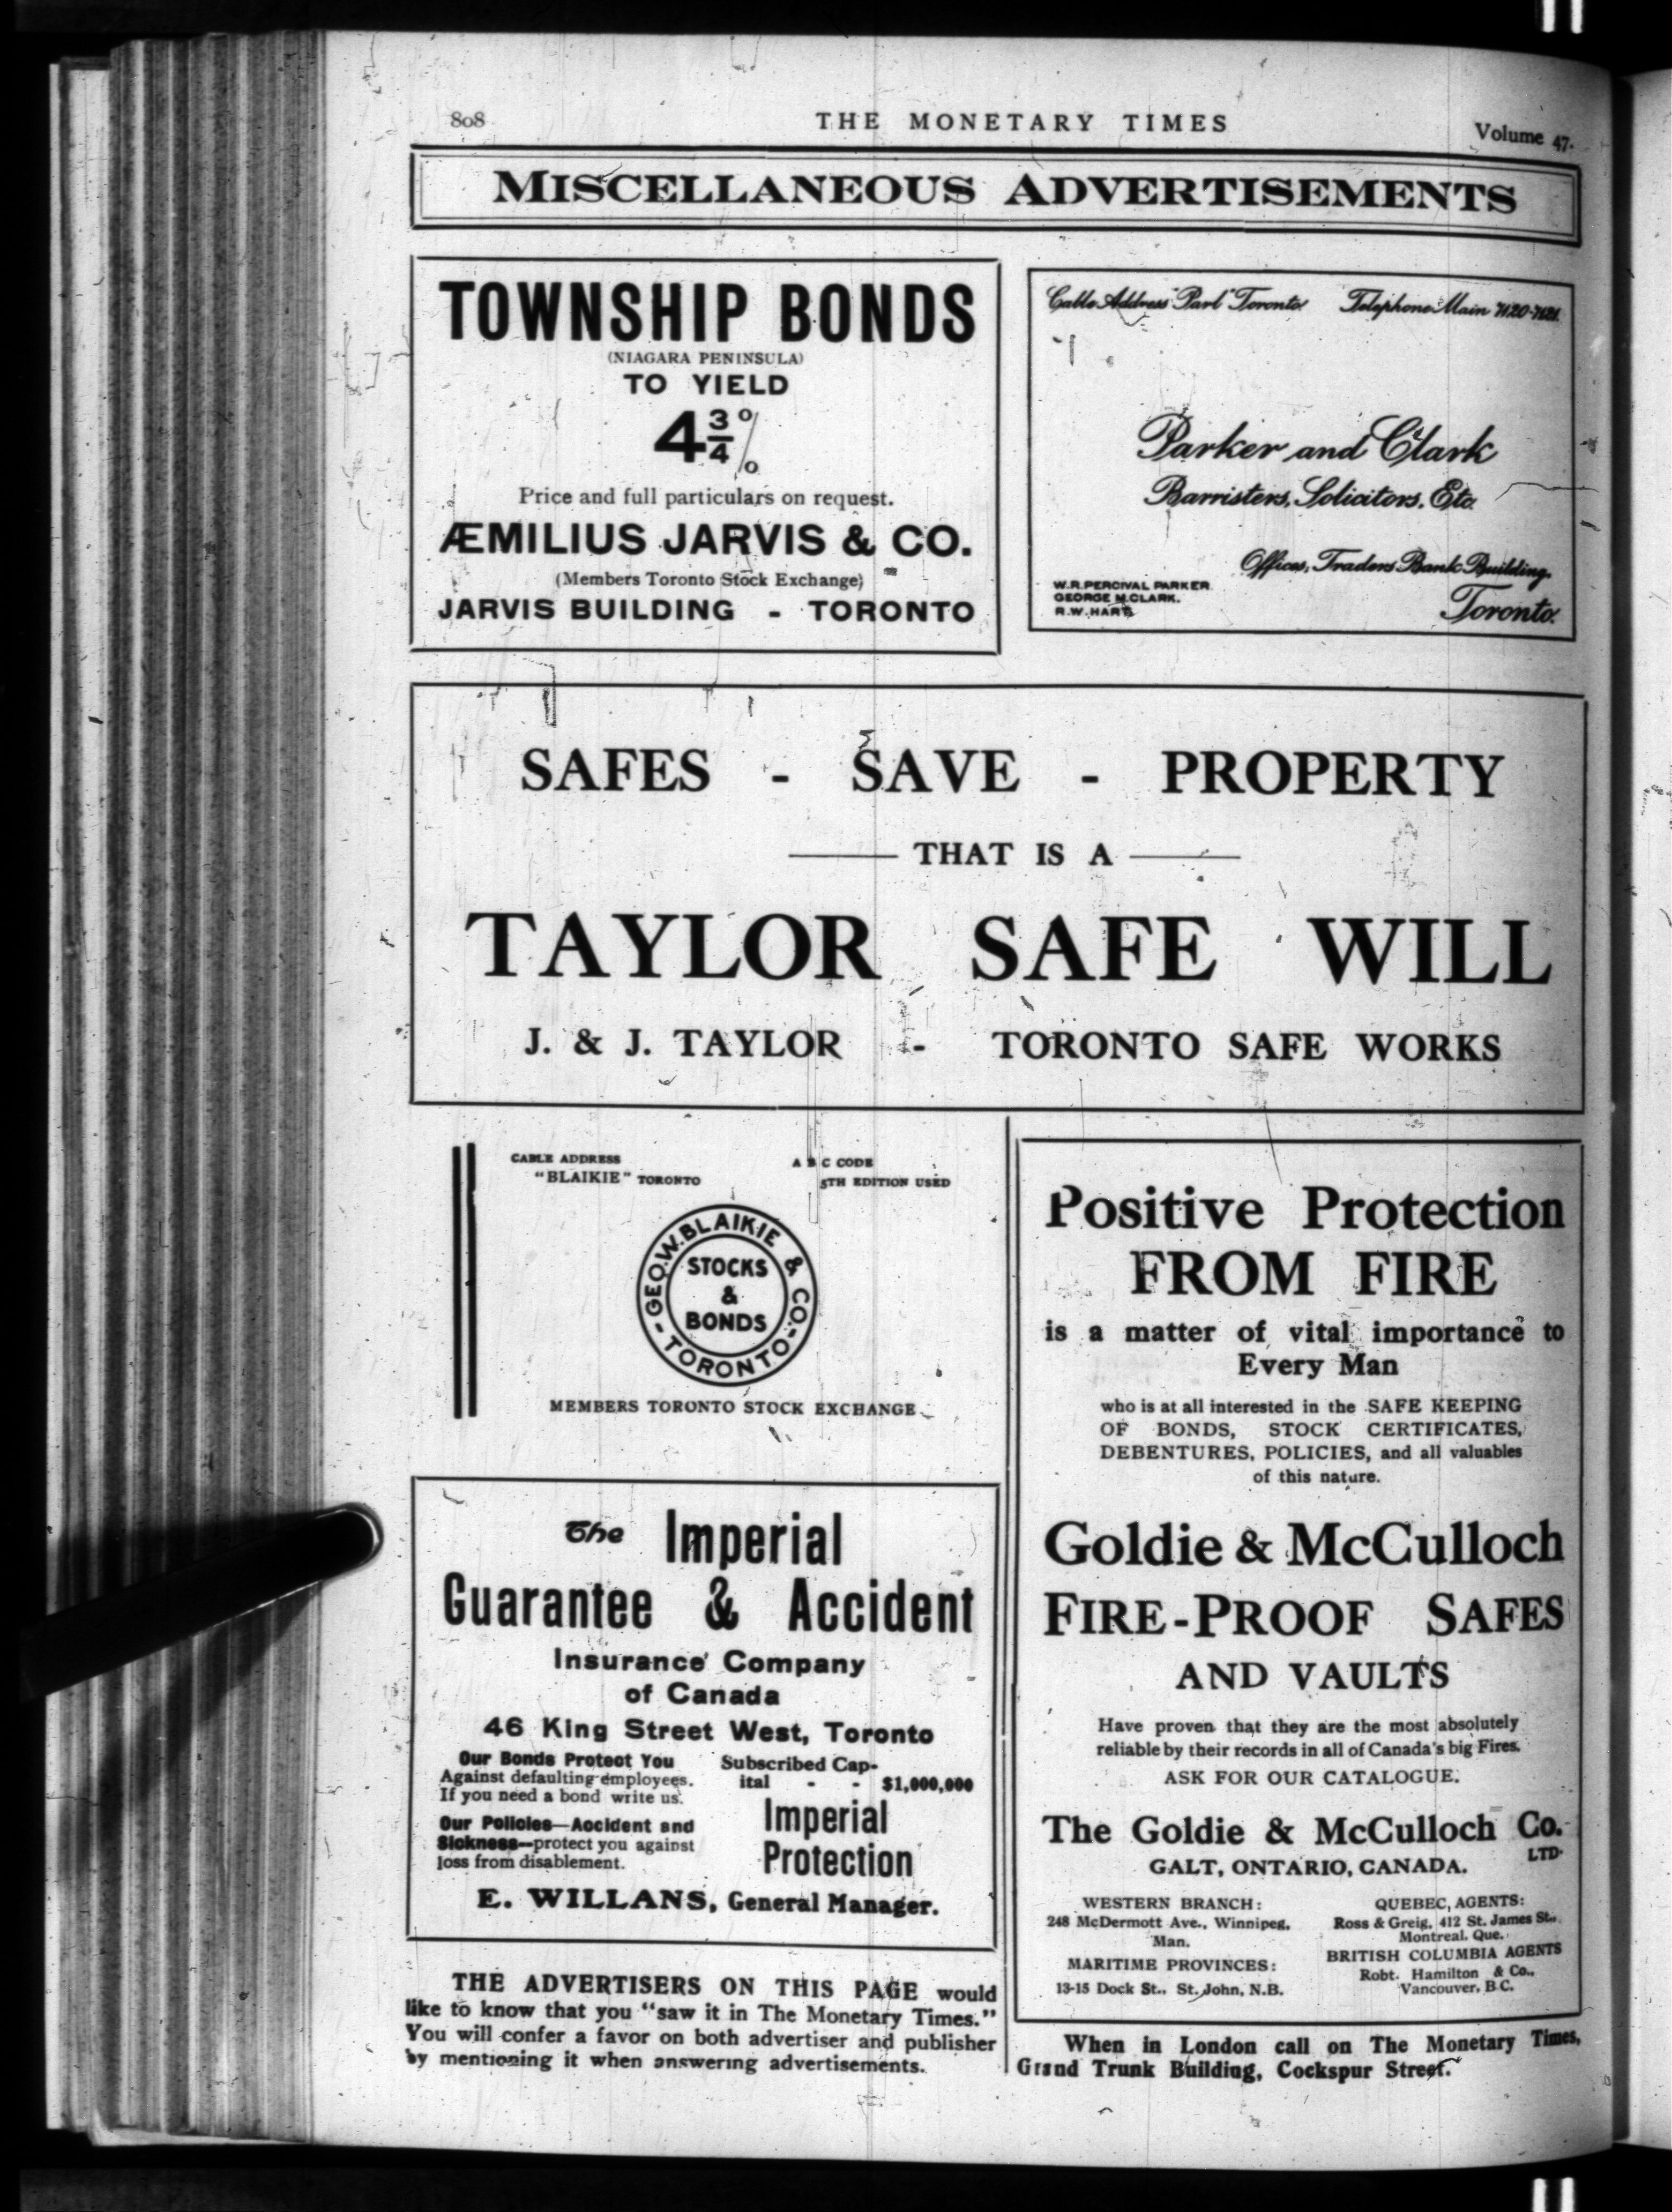 808
THE MONETARY TIMES
Volume 47.
MISCELLANEOUS ADVERTISEMENTS
TOWNSHIP BONDS
(NIAGARA PENINSULA)
TO YIELD
4¾%
Price and full particulars on request.
ÆMILIUS JARVIS & CO.
(Members Toronto Stock Exchange)
JARVIS BUILDING - TORONTO
Cable Address "Parl" Toronto. Telephone Main 7120-7121.
Parker and Clark
Barristers, Solicitors, Etc.
Offices, Traders Bank Building,
Toronto.
W.R. PERCIVAL PARKER
GEORGE M. CLARK.
R.W. HART.
SAFES - SAVE - PROPERTY
THAT IS A
TAYLOR SAFE WILL
J. & J. TAYLOR - TORONTO SAFE WORKS
CABLE ADDRESS
"BLAIKIE" TORONTO
A B C CODE
5TH EDITION USED
GEO. W. BLAIKIE & CO. - TORONTO -
STOCKS
&
BONDS
MEMBERS TORONTO STOCK EXCHANGE
The Imperial
Guarantee & Accident
Insurance Company
of Canada
46 King Street West, Toronto
Our Bonds Protect You
Against defaulting employees.
If you need a bond write us.
Our Policies—Accident and
Sickness—protect you against
loss from disablement.
Subscribed Cap-
ital - - $1,000,000
Imperial
Protection
E. WILLANS, General Manager.
THE ADVERTISERS ON THIS PAGE would
like to know that you "saw it in The Monetary Times."
You will confer a favor on both advertiser and publisher
by mentioning it when answering advertisements.
Positive Protection
FROM FIRE
is a matter of vital importance to
Every Man
who is at all interested in the SAFE KEEPING
OF BONDS, STOCK CERTIFICATES,
DEBENTURES, POLICIES, and all valuables
of this nature.
Goldie & McCulloch
FIRE-PROOF SAFES
AND VAULTS
Have proven that they are the most absolutely
reliable by their records in all of Canada's big Fires.
ASK FOR OUR CATALOGUE.
The Goldie & McCulloch Co.
LTD.
GALT, ONTARIO, CANADA.
WESTERN BRANCH:
248 McDermott Ave., Winnipeg,
Man.
MARITIME PROVINCES:
13-15 Dock St., St. John, N.B.
QUEBEC, AGENTS:
Ross & Greig, 412 St. James St.,
Montreal, Que.
BRITISH COLUMBIA AGENTS
Robt. Hamilton & Co.,
Vancouver, B.C.
When in London call on The Monetary Times,
Grand Trunk Building, Cockspur Street.